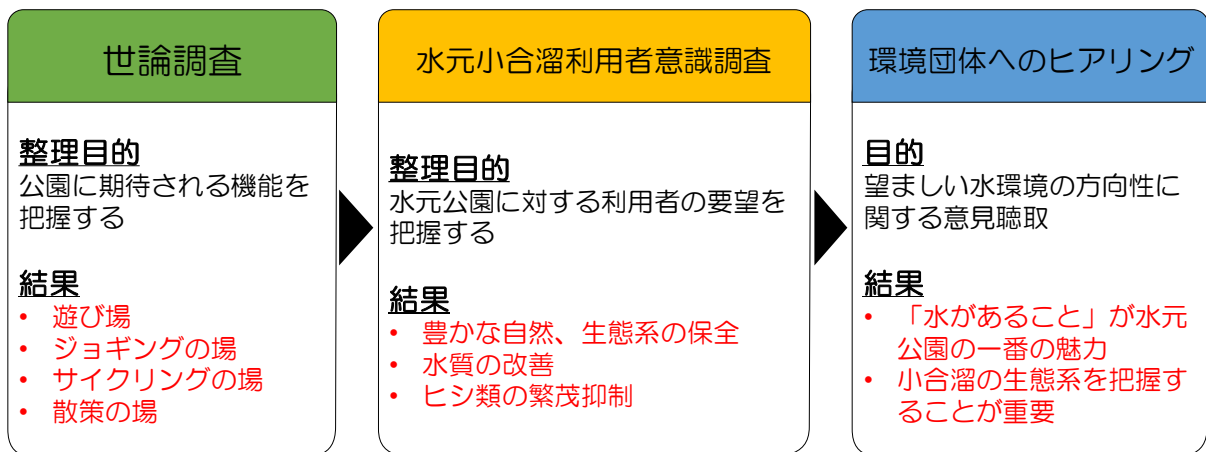 世論調査
整理目的
公園に期待される機能を
把握する
結果
• 遊び場
• ジョギングの場
• サイクリングの場
• 散策の場
水元小合溜利用者意識調査
整理目的
水元公園に対する利用者の要望を
把握する
結果
• 豊かな自然、生態系の保全
• 水質の改善
• ヒシ類の繁茂抑制
環境団体へのヒアリング
目的
望ましい水環境の方向性に
関する意見聴取
結果
• 「水があること」が水元
公園の一番の魅力
• 小合溜の生態系を把握す
ることが重要